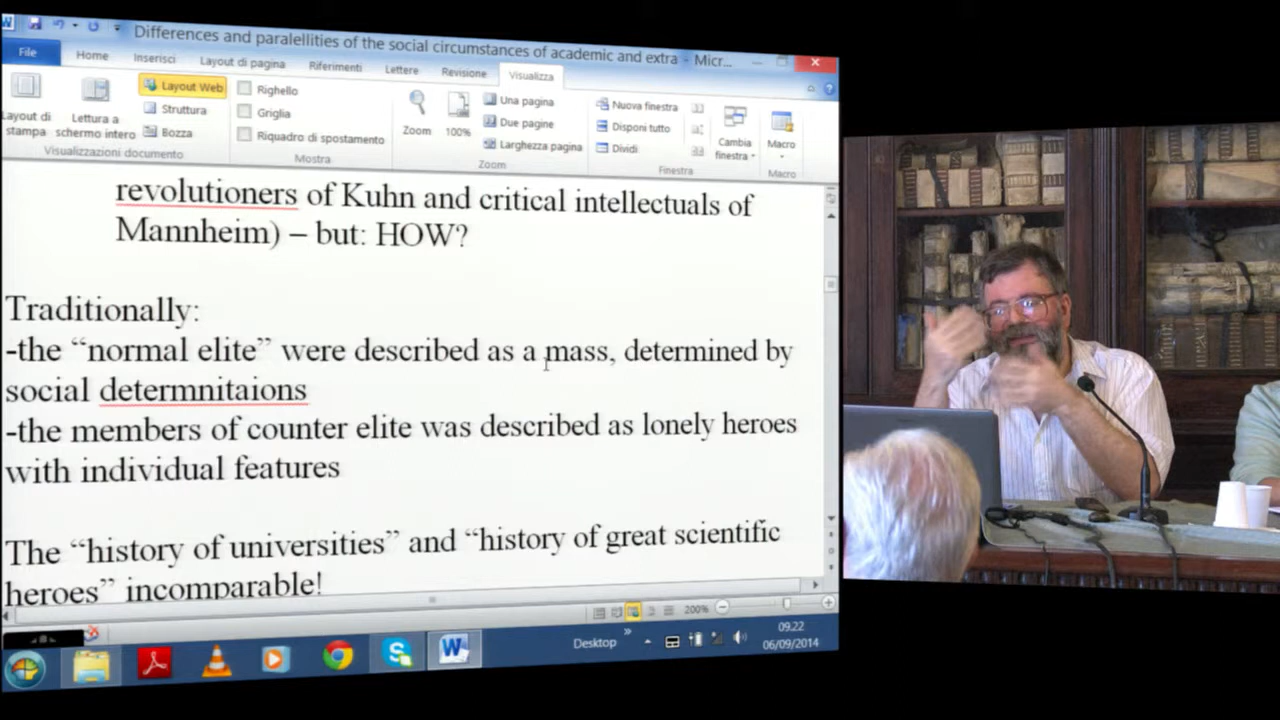 Differences and paralellities of the social circumstances of academic and extra - Micr...
File Home Inserisci Layout di pagina Riferimenti Lettere Revisione Visualizza
Layout di stampa
Lettura a schermo intero
Layout Web
Struttura
Bozza
Visualizzazioni documento
Righello
Griglia
Riquadro di spostamento
Mostra
Zoom
100%
Una pagina
Due pagine
Larghezza pagina
Zoom
Nuova finestra
Disponi tutto
Dividi
Cambia finestra
Finestra
Macro
Macro
revolutioners of Kuhn and critical intellectuals of
Mannheim) – but: HOW?
Traditionally:
-the “normal elite” were described as a mass, determined by
social determnitaions
-the members of counter elite was described as lonely heroes
with individual features
The “history of universities” and “history of great scientific
heroes” incomparable!
200%
Desktop
09.22
06/09/2014